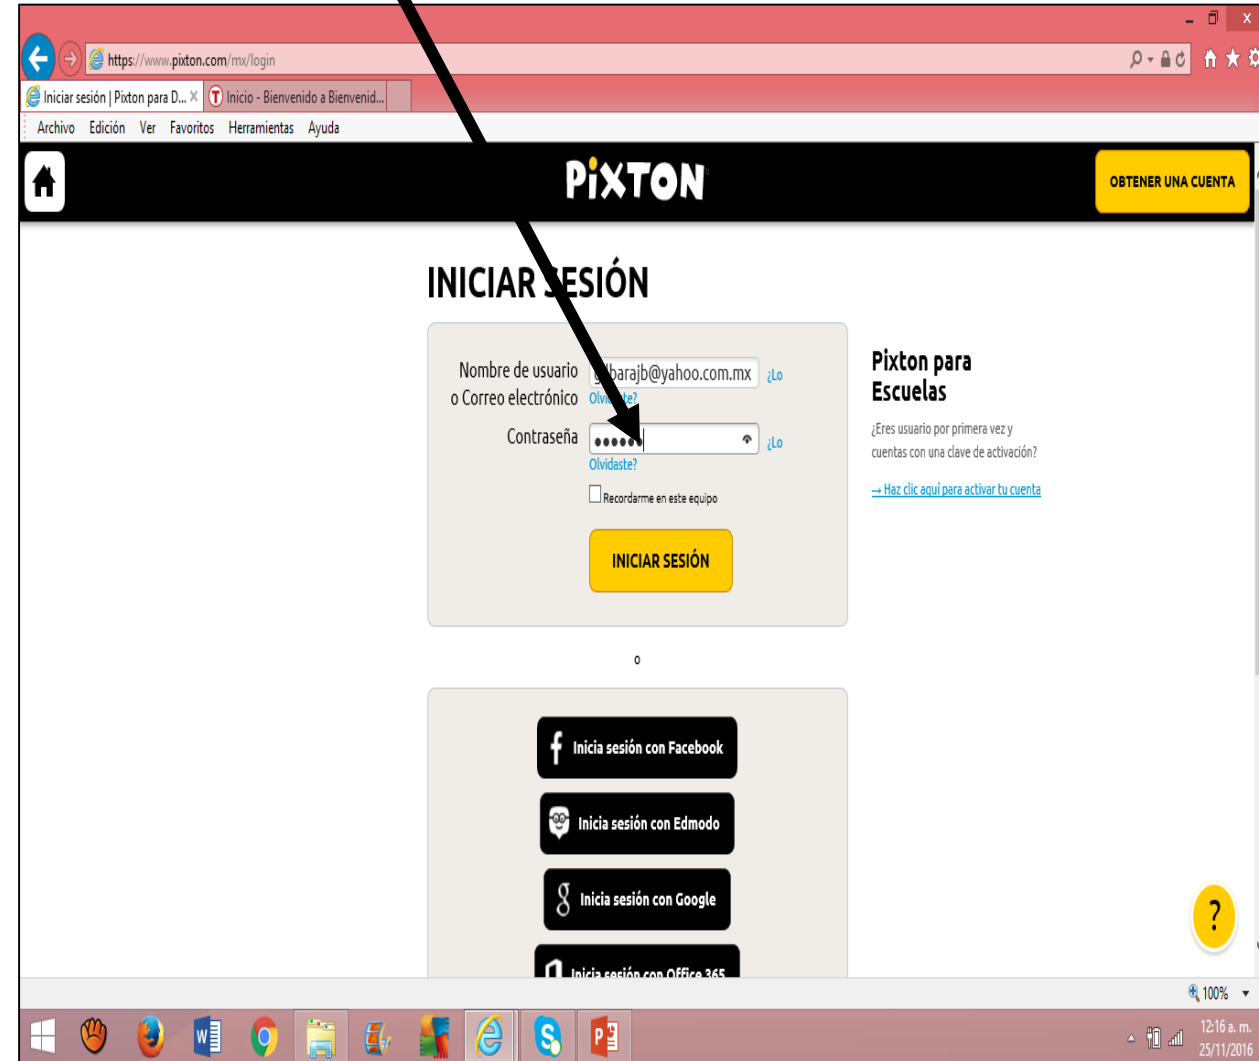 https://www.pixton.com/mx/login
Iniciar sesión | Pixton para D...
Inicio - Bienvenido a Bienvenid...
Archivo Edición Ver Favoritos Herramientas Ayuda
PiXTON
OBTENER UNA CUENTA
INICIAR SESIÓN
Nombre de usuario
o Correo electrónico
@yahoo.com.mx ¿Lo
Olvidaste?
Contraseña
¿Lo
Olvidaste?
Recordarme en este equipo
INICIAR SESIÓN
Pixton para
Escuelas
¿Eres usuario por primera vez y
cuentas con una clave de activación?
→ Haz clic aquí para activar tu cuenta
o
Inicia sesión con Facebook
Inicia sesión con Edmodo
Inicia sesión con Google
Inicia sesión con Office 365
?
100%
12:16 a. m.
25/11/2016